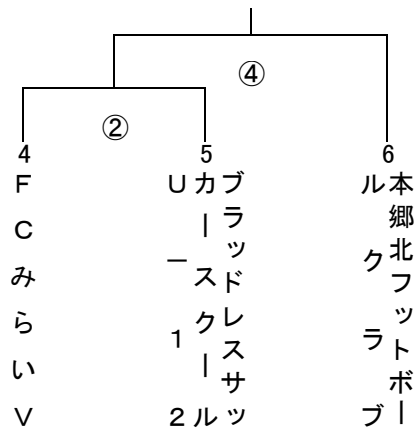 ④
②
4
5
6
FCみらいV
ブラッドレスサッ
カースクール
U－12
本郷北フットボー
ルクラブ